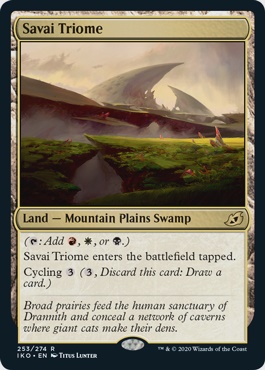 Savai Triome
Land — Mountain Plains Swamp
(: Add , , or .)
Savai Triome enters the battlefield tapped.
Cycling 3 (3, Discard this card: Draw a
card.)
Broad prairies feed the human sanctuary of
Drannith and conceal a network of caverns
where giant cats make their dens.
253/274 R
IKO • EN Titus Lunter
™ & © 2020 Wizards of the Coast